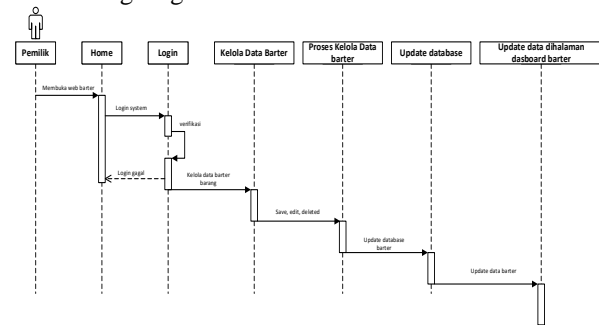 Pemilik
Home
Login
Kelola Data Barter
Proses Kelola Data
barter
Update database
Update data dihalaman
dasboard barter
Membuka web barter
Login system
verifikasi
Login gagal
Kelola data barter
barang
Save, edit, deleted
Update database
barter
Update data barter